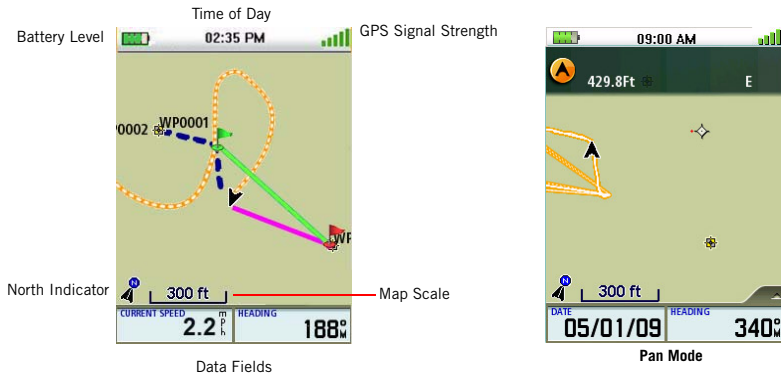 Time of Day
Battery Level
02:35 PM
GPS Signal Strength
0002
WP0001
WP
North Indicator
300 ft
Map Scale
CURRENT SPEED
2.2 mph
HEADING
188°M
Data Fields
09:00 AM
429.8Ft
E
300 ft
DATE
05/01/09
HEADING
340°M
Pan Mode